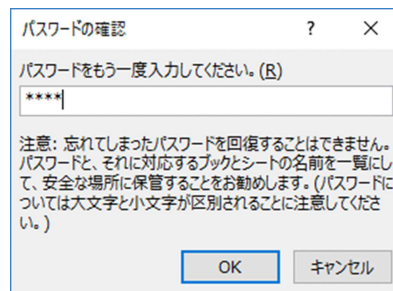 パスワードの確認 ? ×
パスワードをもう一度入力してください。(R)
****
注意: 忘れてしまったパスワードを回復することはできません。
パスワードと、それに対応するブックとシートの名前を一覧にし
て、安全な場所に保管することをお勧めします。(パスワードに
ついては大文字と小文字が区別されることに注意してくださ
い。)
OK キャンセル